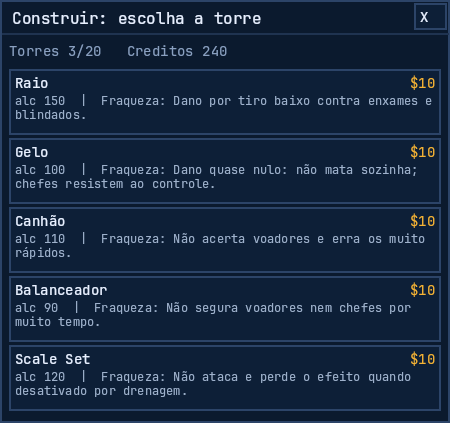 Construir: escolha a torre X
Torres 3/20 Creditos 240
Raio $10
alc 150 | Fraqueza: Dano por tiro baixo contra enxames e
blindados.
Gelo $10
alc 100 | Fraqueza: Dano quase nulo: não mata sozinha;
chefes resistem ao controle.
Canhão $10
alc 110 | Fraqueza: Não acerta voadores e erra os muito
rápidos.
Balanceador $10
alc 90 | Fraqueza: Não segura voadores nem chefes por
muito tempo.
Scale Set $10
alc 120 | Fraqueza: Não ataca e perde o efeito quando
desativado por drenagem.